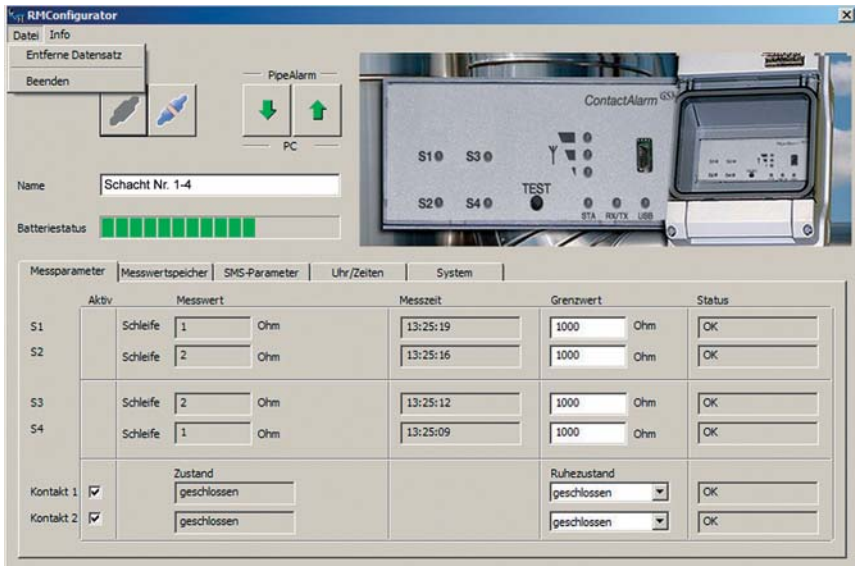 RMConfigurator
Datei Info
Entferne Datensatz
Beenden
PipeAlarm
PC
Name Schacht Nr. 1-4
Batteriestatus
ContactAlarm GSM
S1 S3
S2 S4 TEST
STA RX/TX USB
Messparameter Messwertspeicher SMS-Parameter Uhr/Zeiten System
Aktiv Messwert Messzeit Grenzwert Status
S1 Schleife 1 Ohm 13:25:19 1000 Ohm OK
S2 Schleife 2 Ohm 13:25:16 1000 Ohm OK
S3 Schleife 2 Ohm 13:25:12 1000 Ohm OK
S4 Schleife 1 Ohm 13:25:09 1000 Ohm OK
Zustand Ruhezustand
Kontakt 1 geschlossen geschlossen OK
Kontakt 2 geschlossen geschlossen OK